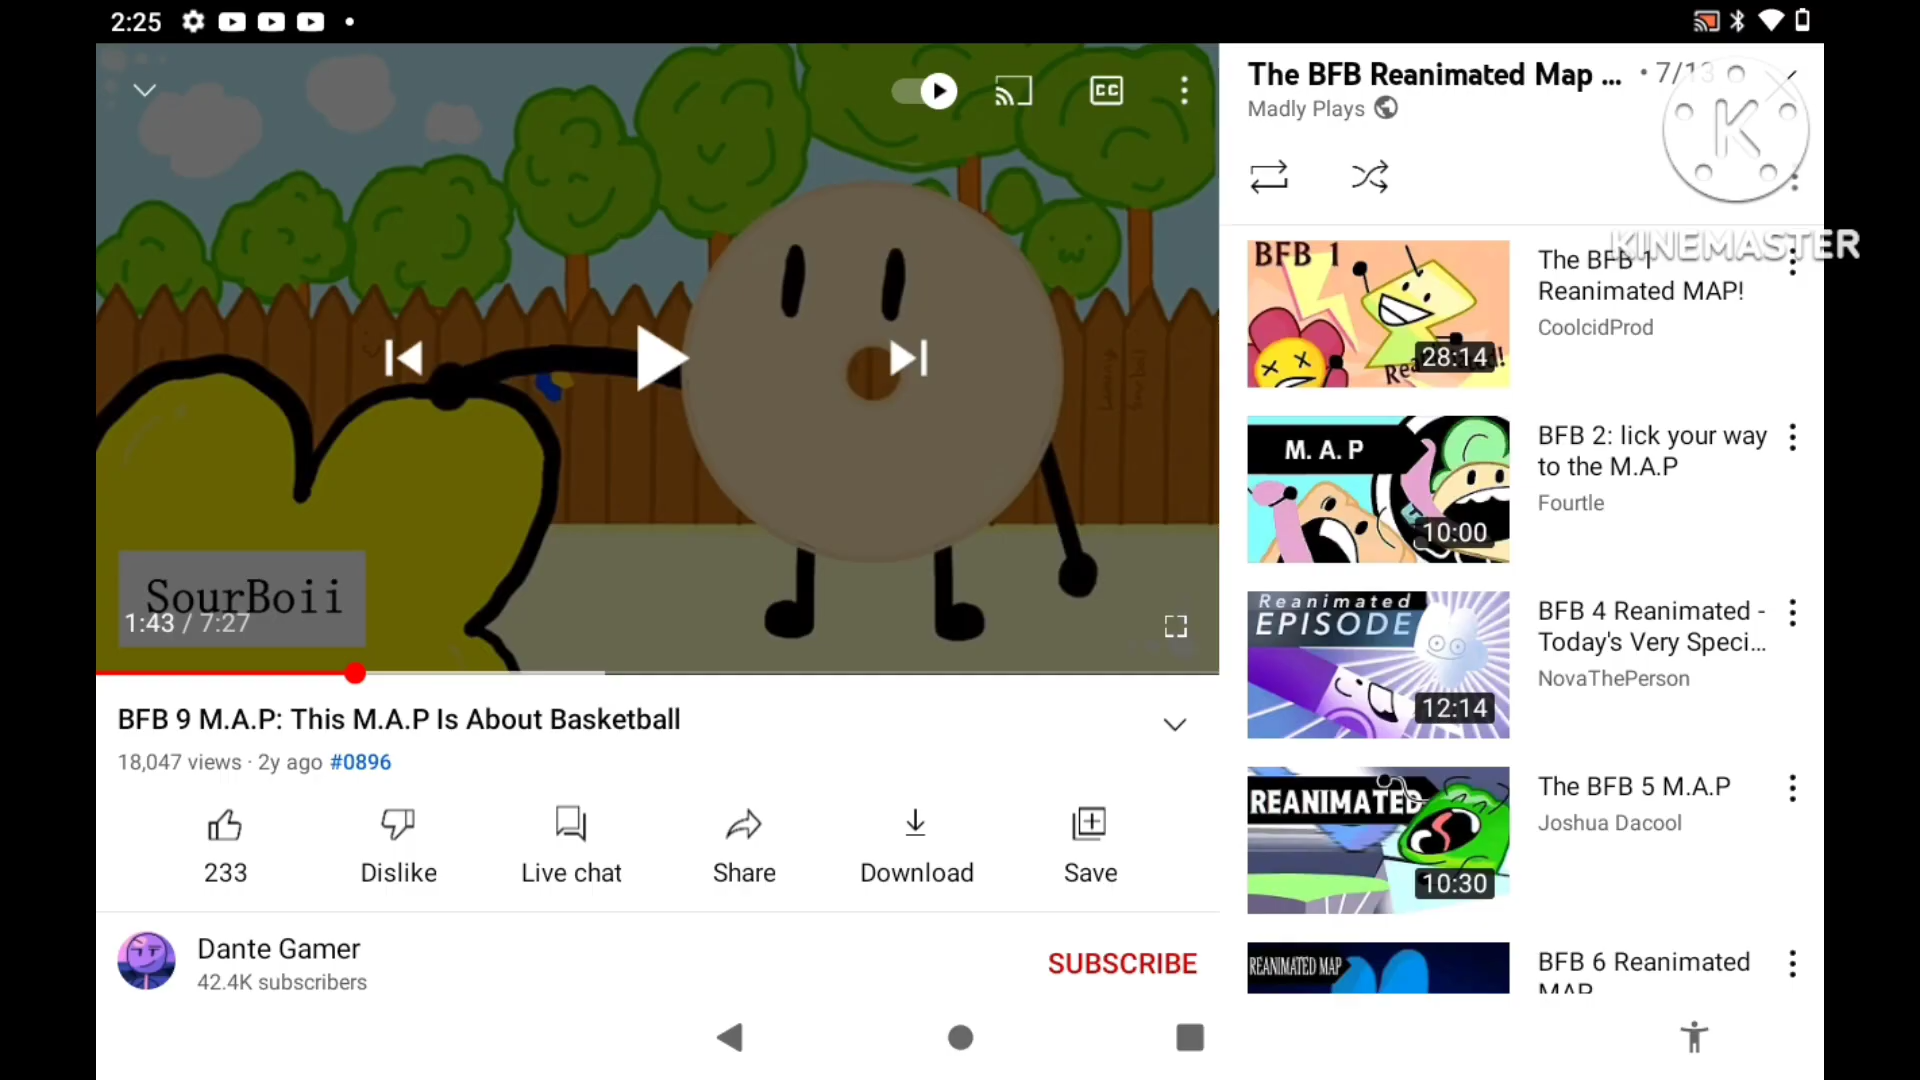 2:25
CC
The BFB Reanimated Map ... • 7/13
Madly Plays
K
KINEMASTER
SourBoii
1:43 / 7:27
BFB 9 M.A.P: This M.A.P Is About Basketball
18,047 views · 2y ago #0896
233
Dislike
Live chat
Share
Download
Save
Dante Gamer
42.4K subscribers
SUBSCRIBE
BFB 1
28:14
The BFB 1
Reanimated MAP!
CoolcidProd
M.A.P
10:00
BFB 2: lick your way
to the M.A.P
Fourtle
Reanimated
EPISODE
12:14
BFB 4 Reanimated -
Today's Very Speci...
NovaThePerson
REANIMATED
10:30
The BFB 5 M.A.P
Joshua Dacool
REANIMATED MAP
BFB 6 Reanimated
MAP